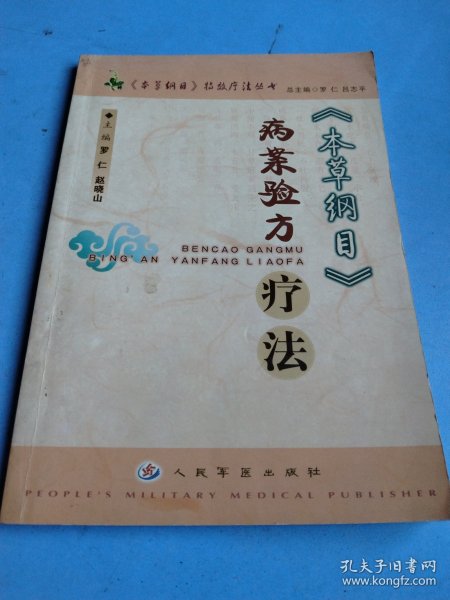 《本草纲目》特效疗法丛书
总主编◎罗 仁 吕志平
《本草纲目》
病案验方
疗法
◆主 编 罗 仁 赵晓山
BENCAO GANGMU
BING'AN YANFANG LIAOFA
人民军医出版社
PEOPLE'S MILITARY MEDICAL PUBLISHER
孔夫子旧书网
www.kongfz.com